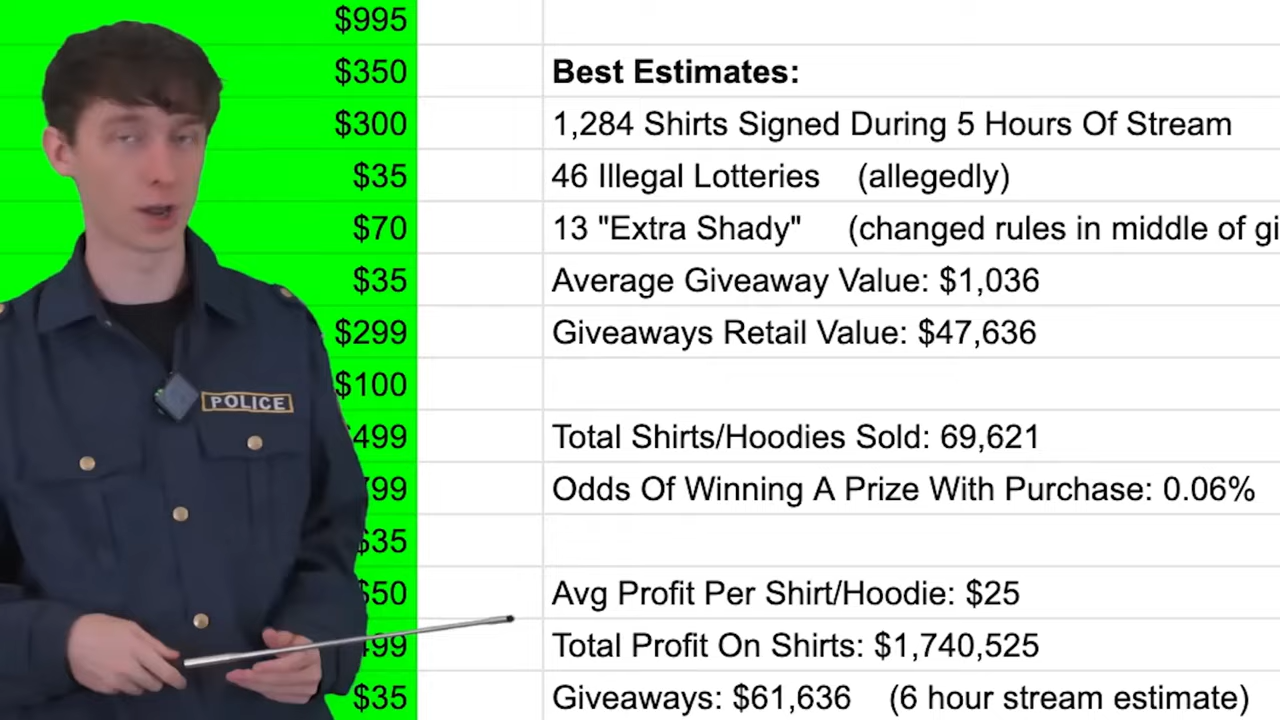 $995
$350
Best Estimates:
$300
1,284 Shirts Signed During 5 Hours Of Stream
$35
46 Illegal Lotteries (allegedly)
$70
13 "Extra Shady" (changed rules in middle of gi
$35
Average Giveaway Value: $1,036
$299
Giveaways Retail Value: $47,636
$100
POLICE
499
Total Shirts/Hoodies Sold: 69,621
99
Odds Of Winning A Prize With Purchase: 0.06%
$35
$50
Avg Profit Per Shirt/Hoodie: $25
499
Total Profit On Shirts: $1,740,525
$35
Giveaways: $61,636 (6 hour stream estimate)